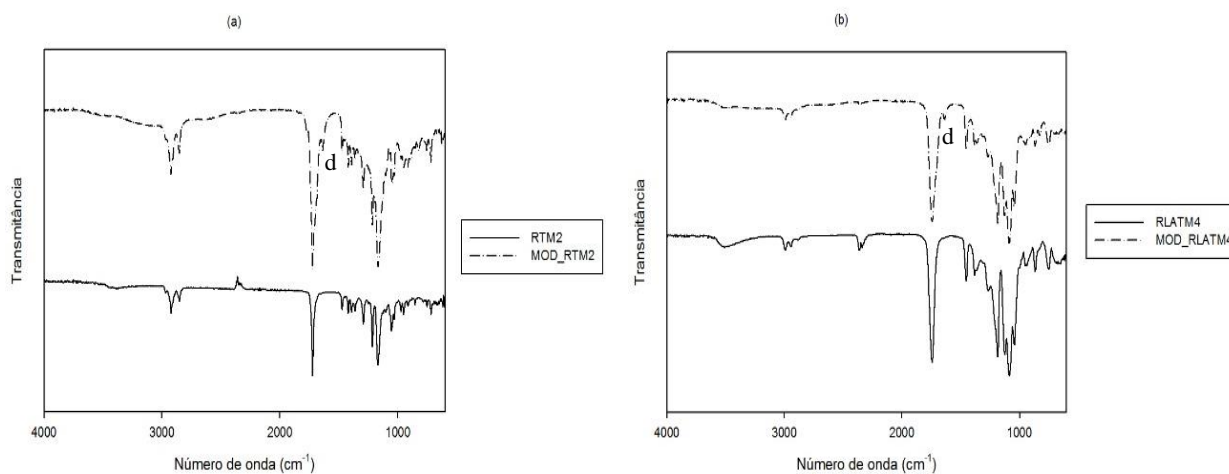 (a)
Transmitância
d
RTM2
MOD_RTM2
4000 3000 2000 1000
Número de onda (cm⁻¹)
(b)
Transmitância
d
RLATM4
MOD_RLATM4
4000 3000 2000 1000
Número de onda (cm⁻¹)